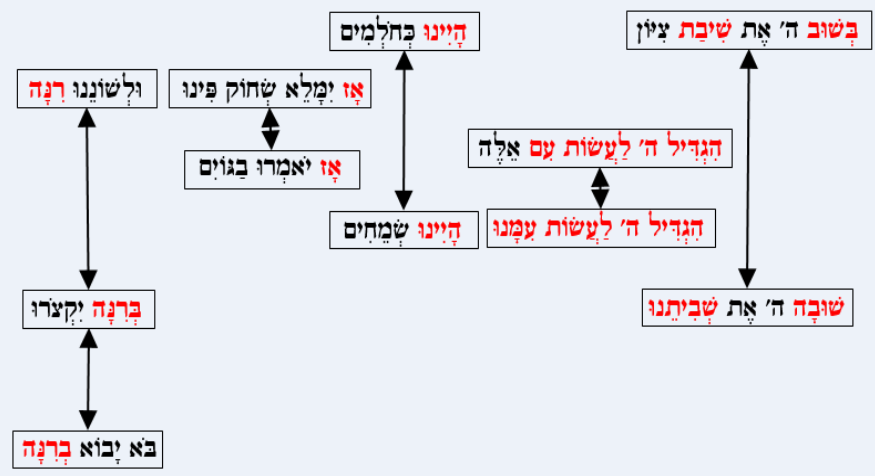 בְּשׁוּב ה' אֶת שִׁיבַת צִיּוֹן
הָיִינוּ כְּחֹלְמִים
אָז יִמָּלֵא שְׂחוֹק פִּינוּ
וּלְשׁוֹנֵנוּ רִנָּה
אָז יֹאמְרוּ בַגּוֹיִם
הִגְדִּיל ה' לַעֲשׂוֹת עִם אֵלֶּה
הִגְדִּיל ה' לַעֲשׂוֹת עִמָּנוּ
הָיִינוּ שְׂמֵחִים
שׁוּבָה ה' אֶת שְׁבִיתֵנוּ
בְּרִנָּה יִקְצֹרוּ
בֹּא יָבוֹא בְרִנָּה